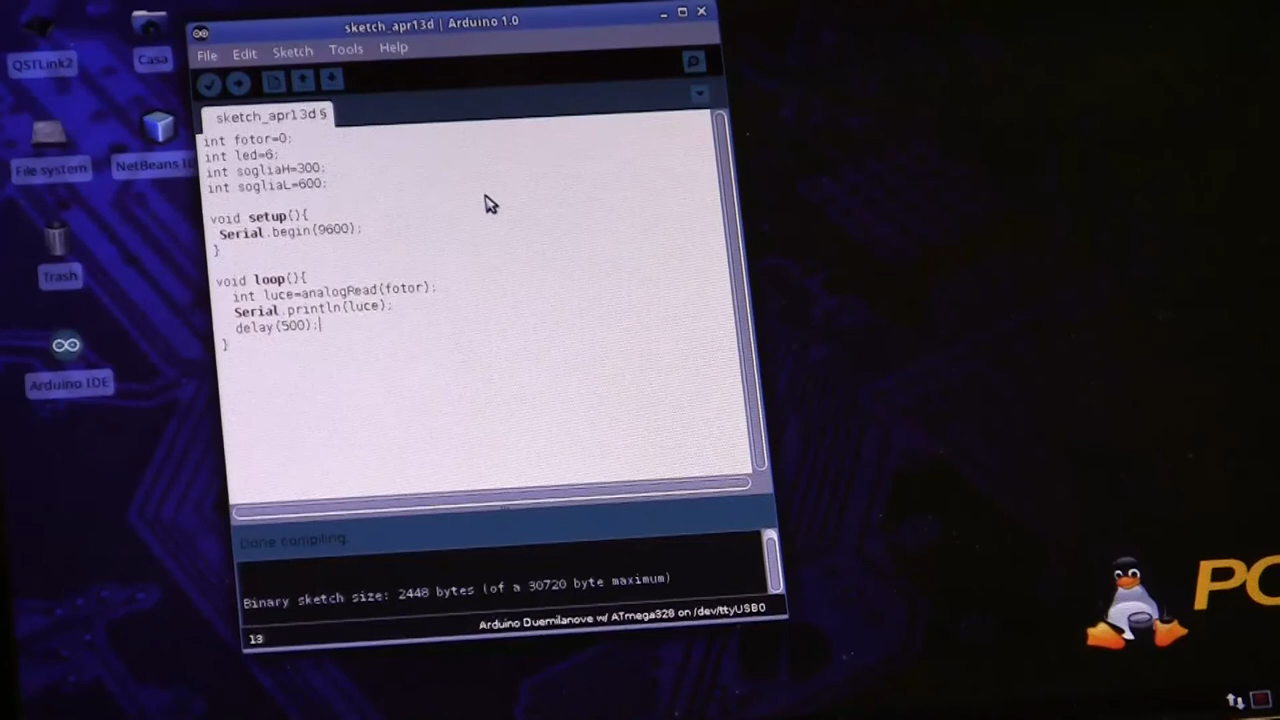 sketch_apr13d | Arduino 1.0
File Edit Sketch Tools Help
sketch_apr13d §
int fotor=0;
int led=6;
int sogliaH=300;
int sogliaL=600;
void setup(){
Serial.begin(9600);
}
void loop(){
int luce=analogRead(fotor);
Serial.println(luce);
delay(500);
}
Done compiling.
Binary sketch size: 2448 bytes (of a 30720 byte maximum)
13
Arduino Duemilanove w/ ATmega328 on /dev/ttyUSB0
QSTLink2
Casa
File system
NetBeans I
Trash
Arduino IDE
PC